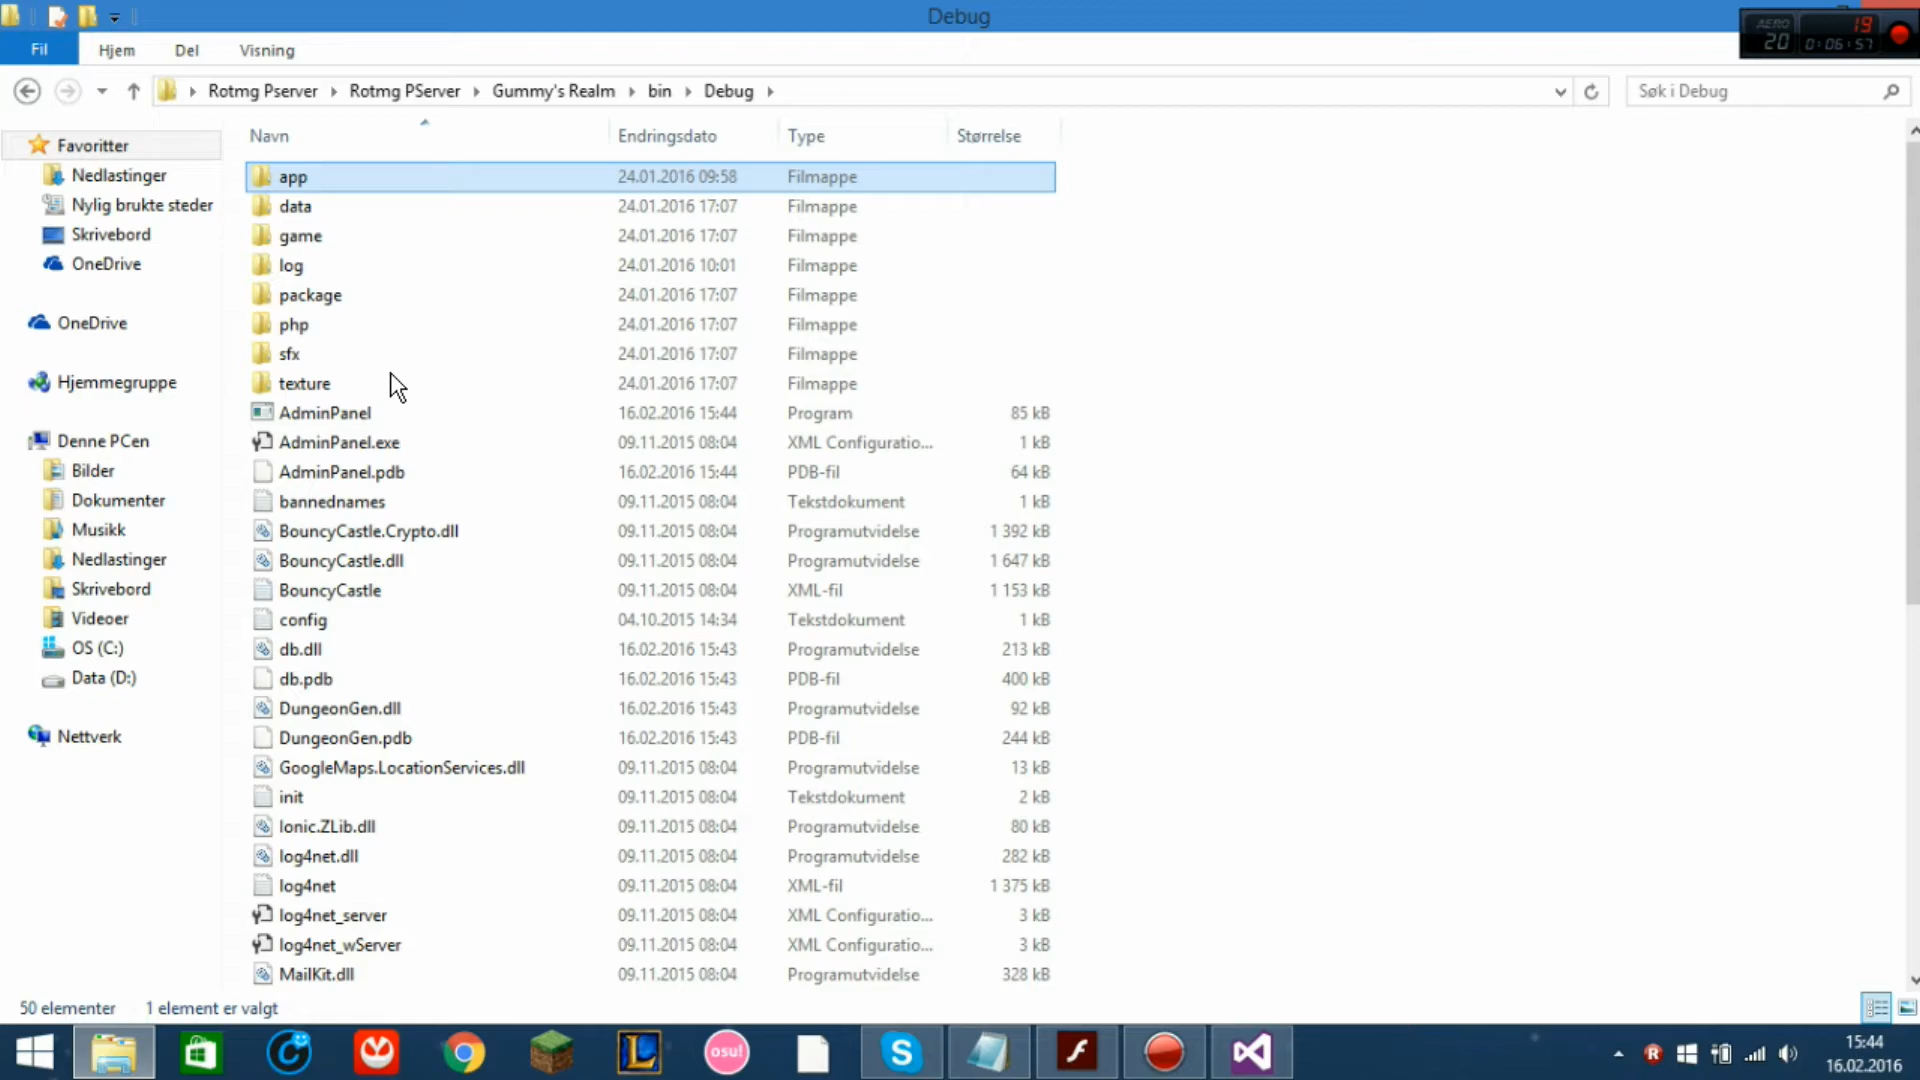 Debug
AERO 20 19 0:06:57
Fil Hjem Del Visning
Rotmg Pserver Rotmg PServer Gummy's Realm bin Debug Søk i Debug
Navn Endringsdato Type Størrelse
Favoritter
Nedlastinger
Nylig brukte steder
Skrivebord
OneDrive
OneDrive
Hjemmegruppe
Denne PCen
Bilder
Dokumenter
Musikk
Nedlastinger
Skrivebord
Videoer
OS (C:)
Data (D:)
Nettverk
app 24.01.2016 09:58 Filmappe
data 24.01.2016 17:07 Filmappe
game 24.01.2016 17:07 Filmappe
log 24.01.2016 10:01 Filmappe
package 24.01.2016 17:07 Filmappe
php 24.01.2016 17:07 Filmappe
sfx 24.01.2016 17:07 Filmappe
texture 24.01.2016 17:07 Filmappe
AdminPanel 16.02.2016 15:44 Program 85 kB
AdminPanel.exe 09.11.2015 08:04 XML Configuratio... 1 kB
AdminPanel.pdb 16.02.2016 15:44 PDB-fil 64 kB
bannednames 09.11.2015 08:04 Tekstdokument 1 kB
BouncyCastle.Crypto.dll 09.11.2015 08:04 Programutvidelse 1 392 kB
BouncyCastle.dll 09.11.2015 08:04 Programutvidelse 1 647 kB
BouncyCastle 09.11.2015 08:04 XML-fil 1 153 kB
config 04.10.2015 14:34 Tekstdokument 1 kB
db.dll 16.02.2016 15:43 Programutvidelse 213 kB
db.pdb 16.02.2016 15:43 PDB-fil 400 kB
DungeonGen.dll 16.02.2016 15:43 Programutvidelse 92 kB
DungeonGen.pdb 16.02.2016 15:43 PDB-fil 244 kB
GoogleMaps.LocationServices.dll 09.11.2015 08:04 Programutvidelse 13 kB
init 09.11.2015 08:04 Tekstdokument 2 kB
Ionic.ZLib.dll 09.11.2015 08:04 Programutvidelse 80 kB
log4net.dll 09.11.2015 08:04 Programutvidelse 282 kB
log4net 09.11.2015 08:04 XML-fil 1 375 kB
log4net_server 09.11.2015 08:04 XML Configuratio... 3 kB
log4net_wServer 09.11.2015 08:04 XML Configuratio... 3 kB
MailKit.dll 09.11.2015 08:04 Programutvidelse 328 kB
50 elementer 1 element er valgt
osu!
15:44
16.02.2016